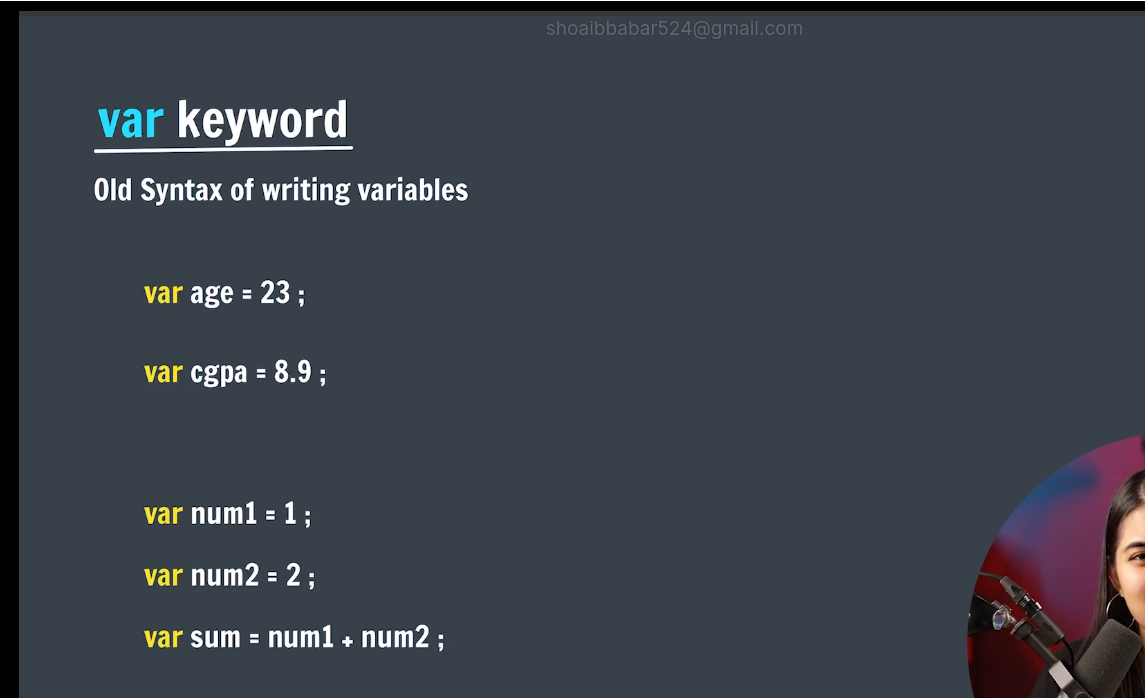 shoaibbabar524@gmail.com
var keyword
Old Syntax of writing variables
var age = 23 ;
var cgpa = 8.9 ;
var num1 = 1 ;
var num2 = 2 ;
var sum = num1 + num2 ;